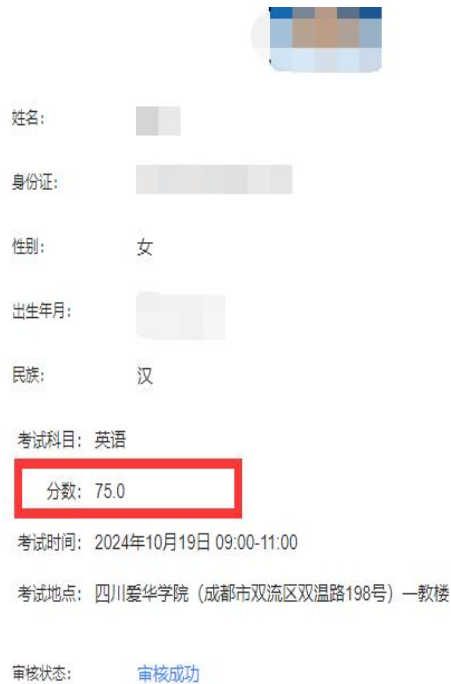 姓名:
身份证:
性别: 女
出生年月:
民族: 汉
考试科目: 英语
分数: 75.0
考试时间: 2024年10月19日 09:00-11:00
考试地点: 四川爱华学院 (成都市双流区双温路198号) 一教楼
审核状态: 审核成功